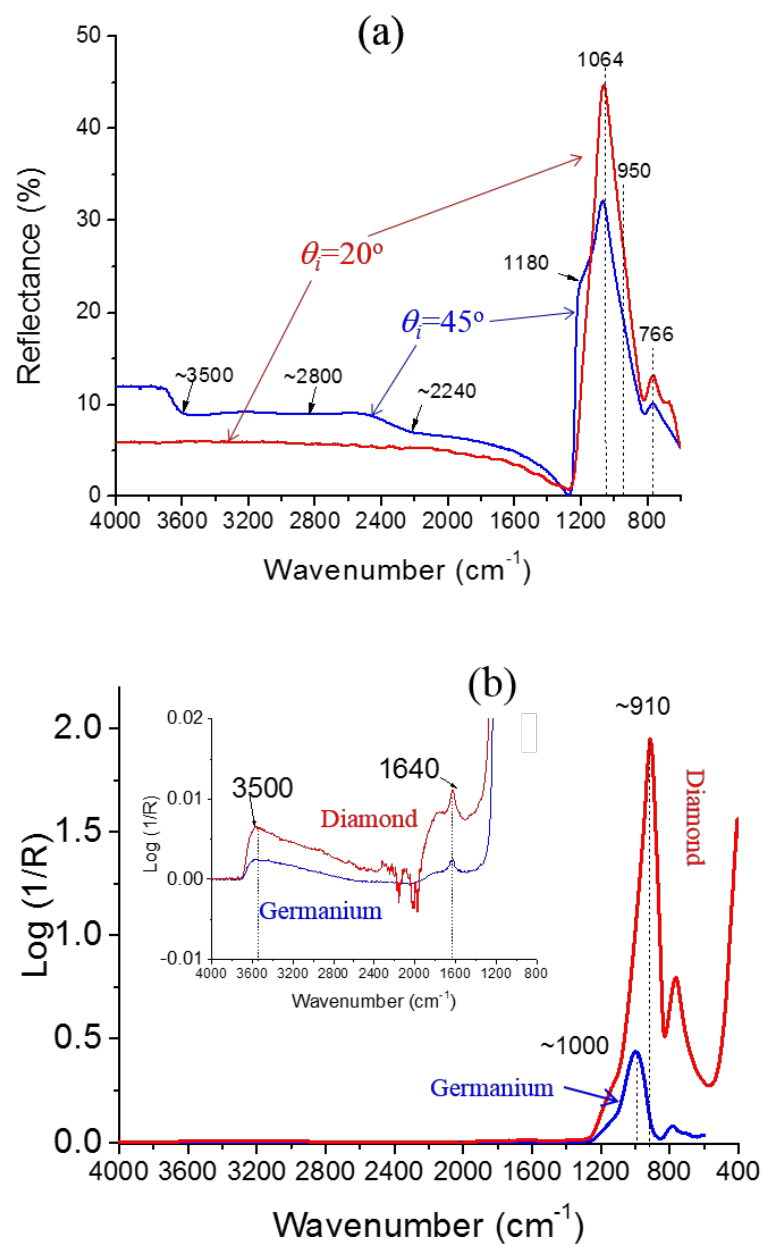 (a)
50
40
30
20
10
0
Reflectance (%)
1064
950
1180
766
θi=20º
θi=45º
~3500
~2800
~2240
4000 3600 3200 2800 2400 2000 1600 1200 800
Wavenumber (cm-1)
(b)
2.0
1.5
1.0
0.5
0.0
Log (1/R)
~910
Diamond
~1000
Germanium
0.02
0.01
0.00
-0.01
Log (1/R)
3500
1640
Diamond
Germanium
4000 3600 3200 2800 2400 2000 1600 1200 800
Wavenumber (cm-1)
4000 3600 3200 2800 2400 2000 1600 1200 800 400
Wavenumber (cm-1)